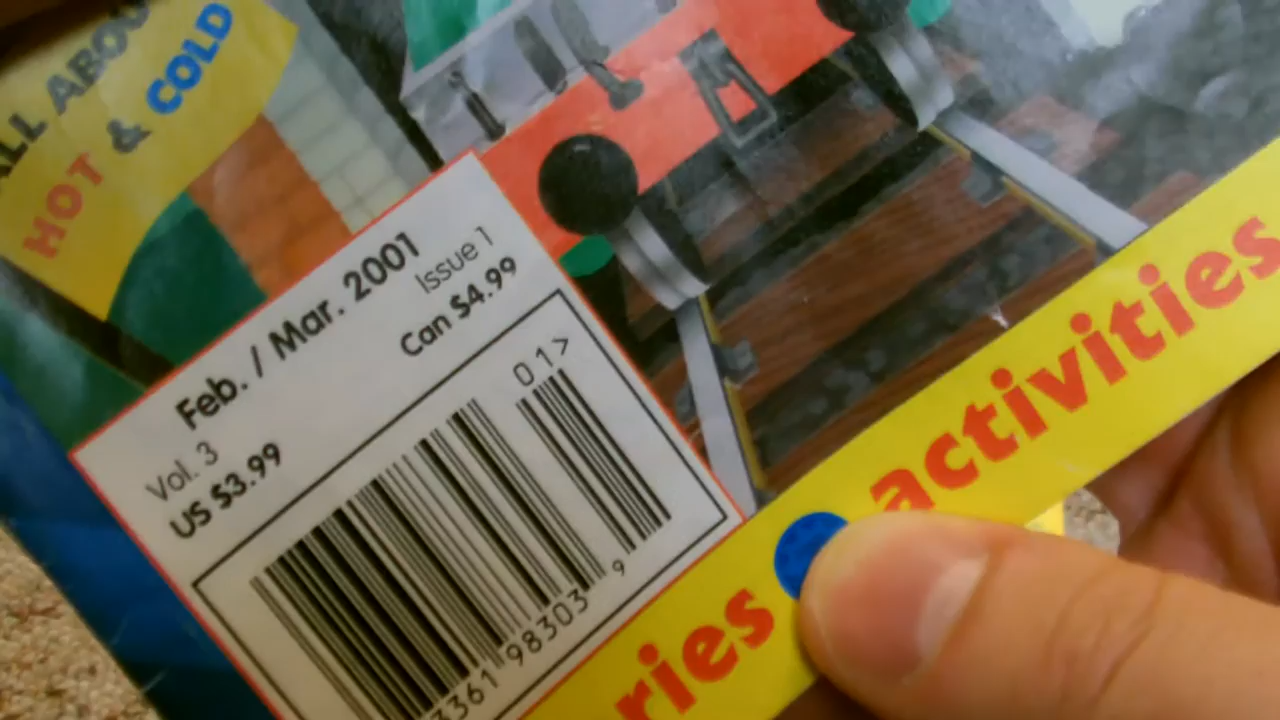 ALL ABOU
HOT & COLD
Feb. / Mar. 2001
Vol. 3 Issue 1
US $3.99 Can $4.99
01>
3361 98303 9
ries activities